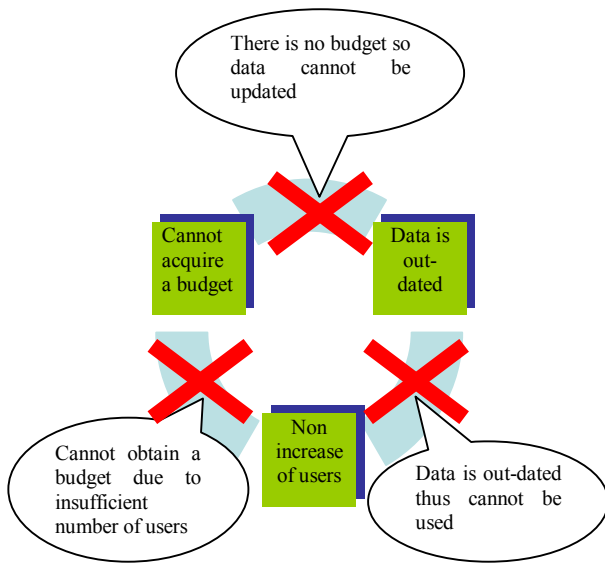 There is no budget so
data cannot be
updated
Cannot
acquire
a budget
Data is
out-
dated
Non
increase
of users
Cannot obtain a
budget due to
insufficient
number of users
Data is out-dated
thus cannot be
used